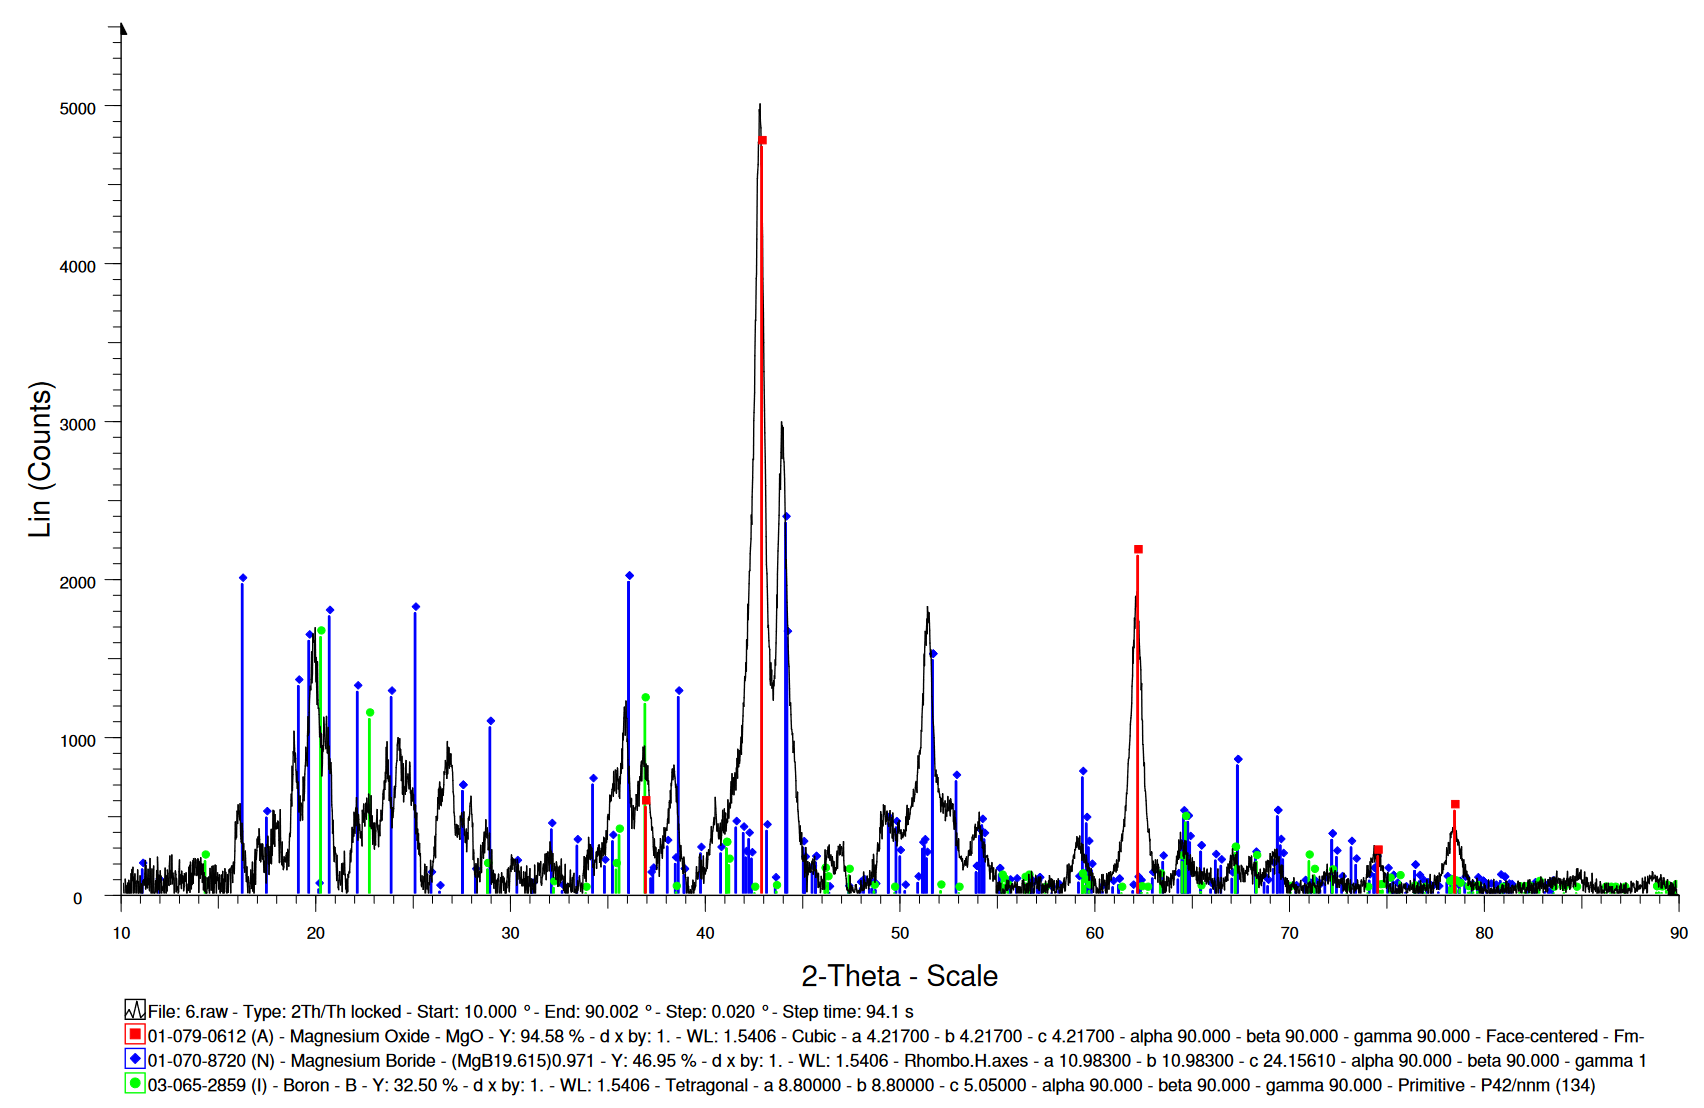 5000
4000
3000
2000
1000
0
Lin (Counts)
10 20 30 40 50 60 70 80 90
2-Theta - Scale
File: 6.raw - Type: 2Th/Th locked - Start: 10.000 ° - End: 90.002 ° - Step: 0.020 ° - Step time: 94.1 s
01-079-0612 (A) - Magnesium Oxide - MgO - Y: 94.58 % - d x by: 1. - WL: 1.5406 - Cubic - a 4.21700 - b 4.21700 - c 4.21700 - alpha 90.000 - beta 90.000 - gamma 90.000 - Face-centered - Fm-
01-070-8720 (N) - Magnesium Boride - (MgB19.615)0.971 - Y: 46.95 % - d x by: 1. - WL: 1.5406 - Rhombo.H.axes - a 10.98300 - b 10.98300 - c 24.15610 - alpha 90.000 - beta 90.000 - gamma 1
03-065-2859 (I) - Boron - B - Y: 32.50 % - d x by: 1. - WL: 1.5406 - Tetragonal - a 8.80000 - b 8.80000 - c 5.05000 - alpha 90.000 - beta 90.000 - gamma 90.000 - Primitive - P42/nnm (134)